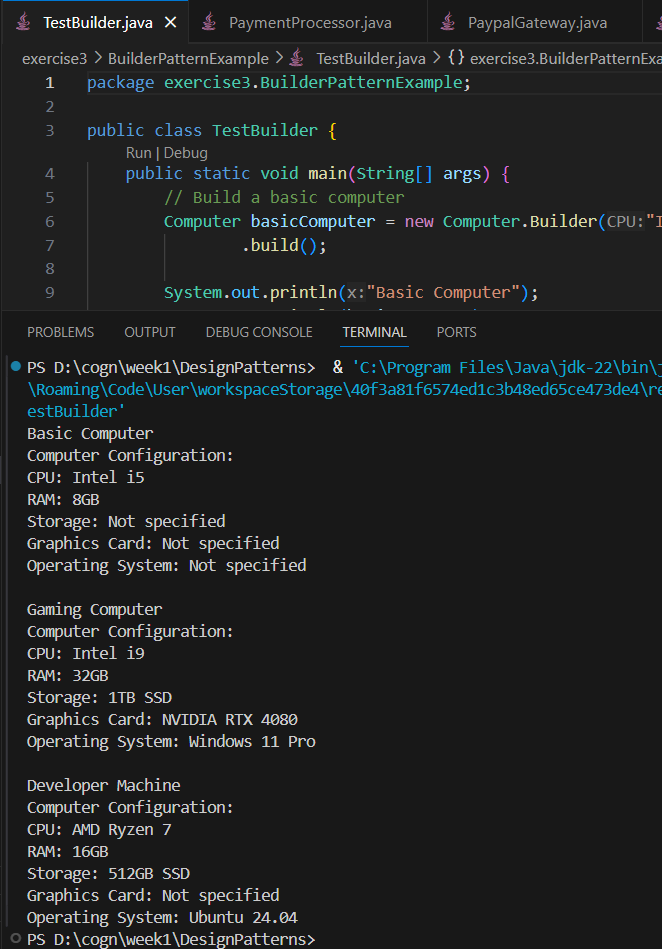 TestBuilder.java × PaymentProcessor.java PaypalGateway.java
exercise3 > BuilderPatternExample > TestBuilder.java > {} exercise3.BuilderPatternExa
1 package exercise3.BuilderPatternExample;
2
3 public class TestBuilder {
Run | Debug
4 public static void main(String[] args) {
5 // Build a basic computer
6 Computer basicComputer = new Computer.Builder(CPU:"I
7 .build();
8
9 System.out.println(x:"Basic Computer");
PROBLEMS OUTPUT DEBUG CONSOLE TERMINAL PORTS
PS D:\cogn\week1\DesignPatterns> & 'C:\Program Files\Java\jdk-22\bin\j
\Roaming\Code\User\workspaceStorage\40f3a81f6574ed1c3b48ed65ce473de4\re
estBuilder'
Basic Computer
Computer Configuration:
CPU: Intel i5
RAM: 8GB
Storage: Not specified
Graphics Card: Not specified
Operating System: Not specified
Gaming Computer
Computer Configuration:
CPU: Intel i9
RAM: 32GB
Storage: 1TB SSD
Graphics Card: NVIDIA RTX 4080
Operating System: Windows 11 Pro
Developer Machine
Computer Configuration:
CPU: AMD Ryzen 7
RAM: 16GB
Storage: 512GB SSD
Graphics Card: Not specified
Operating System: Ubuntu 24.04
PS D:\cogn\week1\DesignPatterns>